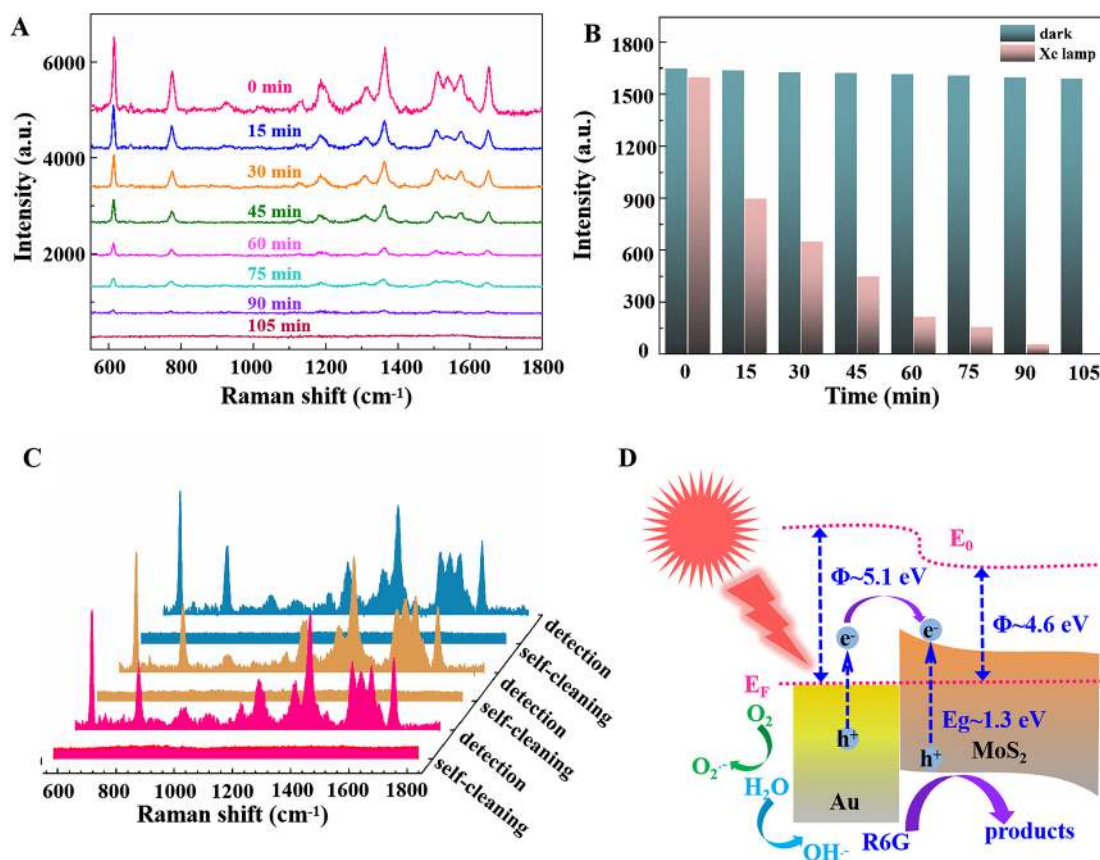 A
6000
4000
2000
Intensity (a.u.)
0 min
15 min
30 min
45 min
60 min
75 min
90 min
105 min
600 800 1000 1200 1400 1600 1800
Raman shift (cm⁻¹)
B
dark
Xe lamp
1800
1500
1200
900
600
300
0
Intensity (a.u.)
0 15 30 45 60 75 90 105
Time (min)
C
detection
self-cleaning
detection
self-cleaning
detection
self-cleaning
600 800 1000 1200 1400 1600 1800
Raman shift (cm⁻¹)
D
E₀
Φ~5.1 eV
e⁻
e⁻
Φ~4.6 eV
E_F
O₂
Eg~1.3 eV
h⁺
h⁺
MoS₂
O₂·⁻
H₂O
Au
OH·⁻
R6G
products